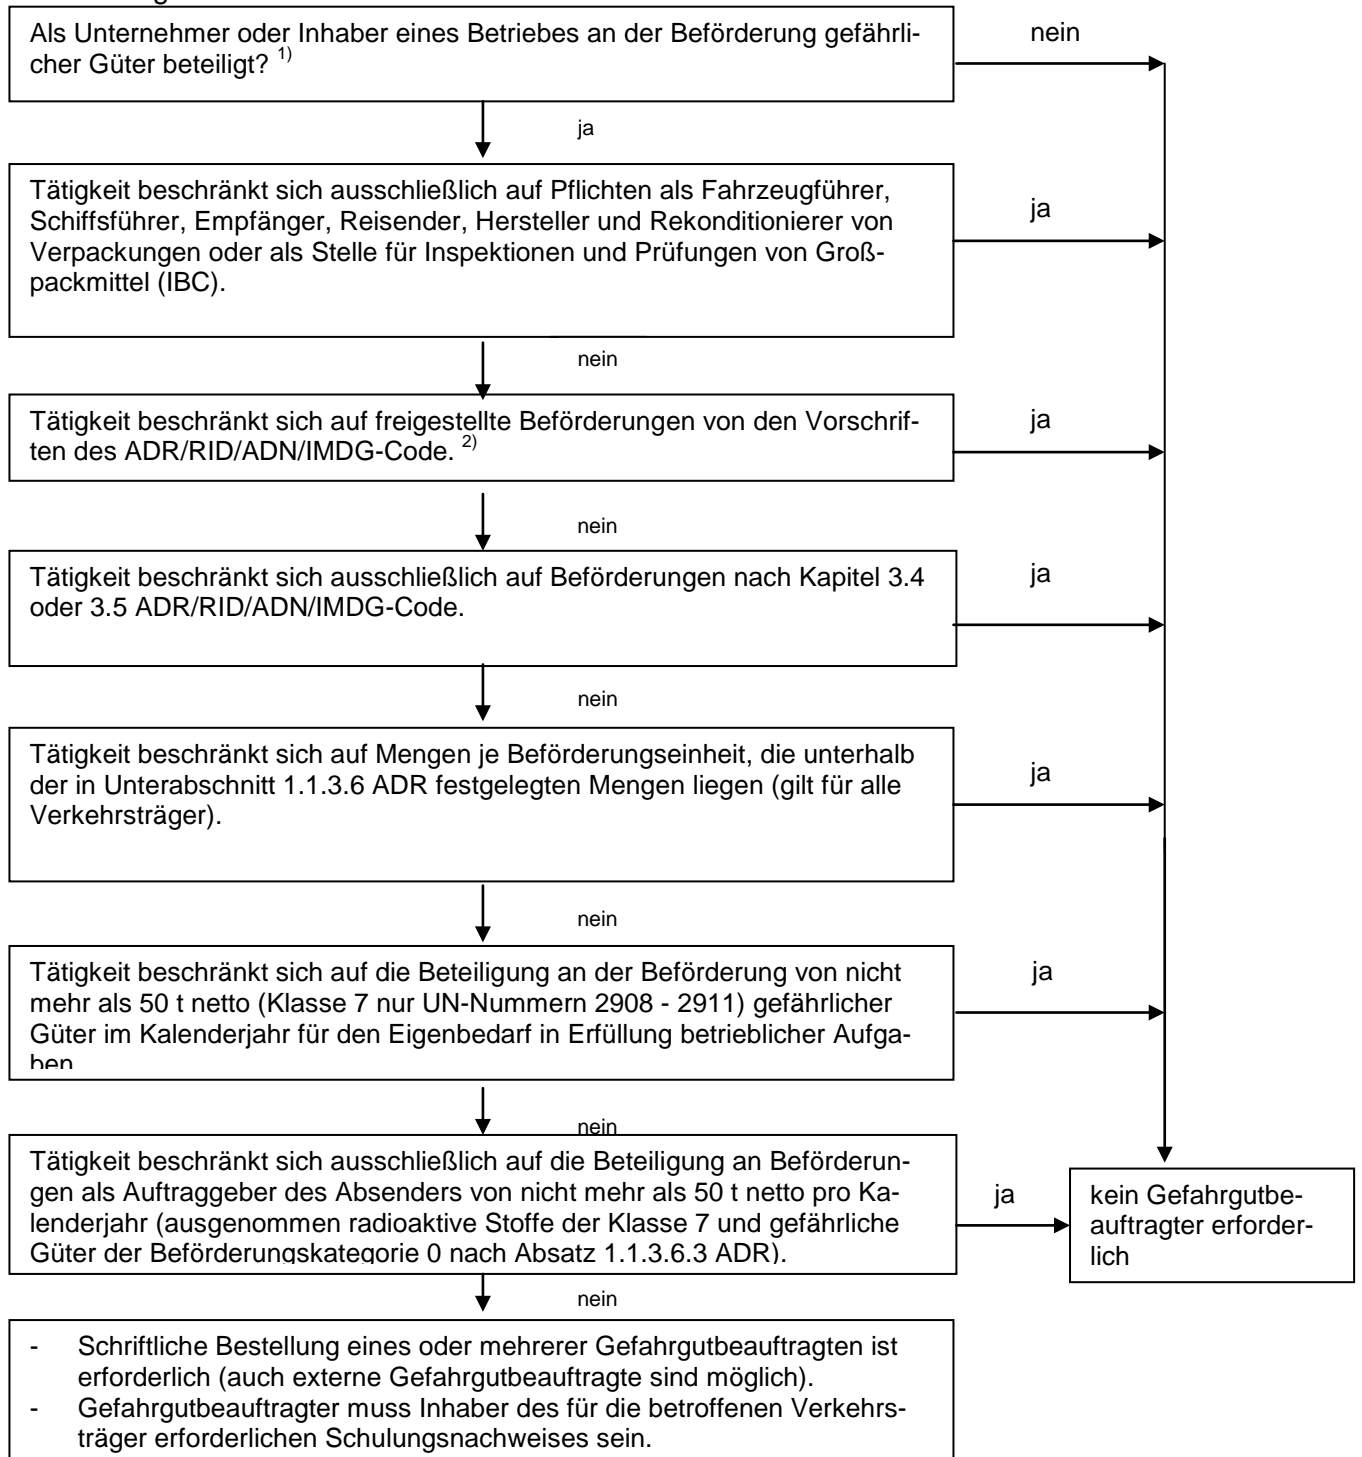 Als Unternehmer oder Inhaber eines Betriebes an der Beförderung gefährli-
cher Güter beteiligt? 1)
nein
ja
Tätigkeit beschränkt sich ausschließlich auf Pflichten als Fahrzeugführer,
Schiffsführer, Empfänger, Reisender, Hersteller und Rekonditionierer von
Verpackungen oder als Stelle für Inspektionen und Prüfungen von Groß-
packmittel (IBC).
ja
nein
Tätigkeit beschränkt sich auf freigestellte Beförderungen von den Vorschrif-
ten des ADR/RID/ADN/IMDG-Code. 2)
ja
nein
Tätigkeit beschränkt sich ausschließlich auf Beförderungen nach Kapitel 3.4
oder 3.5 ADR/RID/ADN/IMDG-Code.
ja
nein
Tätigkeit beschränkt sich auf Mengen je Beförderungseinheit, die unterhalb
der in Unterabschnitt 1.1.3.6 ADR festgelegten Mengen liegen (gilt für alle
Verkehrsträger).
ja
nein
Tätigkeit beschränkt sich auf die Beteiligung an der Beförderung von nicht
mehr als 50 t netto (Klasse 7 nur UN-Nummern 2908 - 2911) gefährlicher
Güter im Kalenderjahr für den Eigenbedarf in Erfüllung betrieblicher Aufga-
ben
ja
nein
Tätigkeit beschränkt sich ausschließlich auf die Beteiligung an Beförderun-
gen als Auftraggeber des Absenders von nicht mehr als 50 t netto pro Ka-
lenderjahr (ausgenommen radioaktive Stoffe der Klasse 7 und gefährliche
Güter der Beförderungskategorie 0 nach Absatz 1.1.3.6.3 ADR).
ja
kein Gefahrgutbe-
auftragter erforder-
lich
nein
- Schriftliche Bestellung eines oder mehrerer Gefahrgutbeauftragten ist
erforderlich (auch externe Gefahrgutbeauftragte sind möglich).
- Gefahrgutbeauftragter muss Inhaber des für die betroffenen Verkehrs-
träger erforderlichen Schulungsnachweises sein.